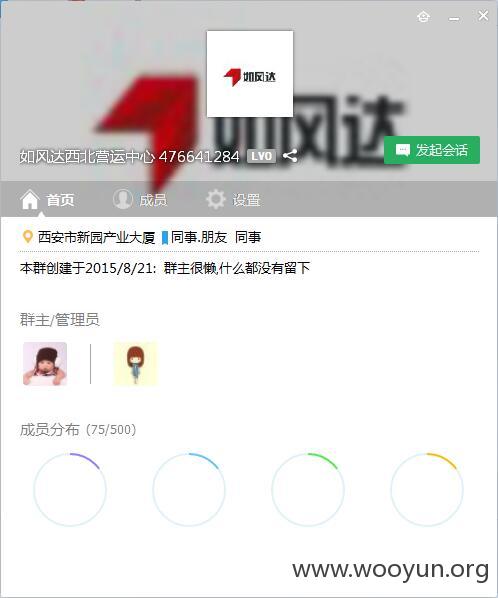 如风达
如风达
如风达西北营运中心 476641284 LV0
发起会话
首页 成员 设置
西安市新园产业大厦 同事.朋友 同事
本群创建于2015/8/21: 群主很懒,什么都没有留下
群主/管理员
成员分布 (75/500)
www.wooyun.org